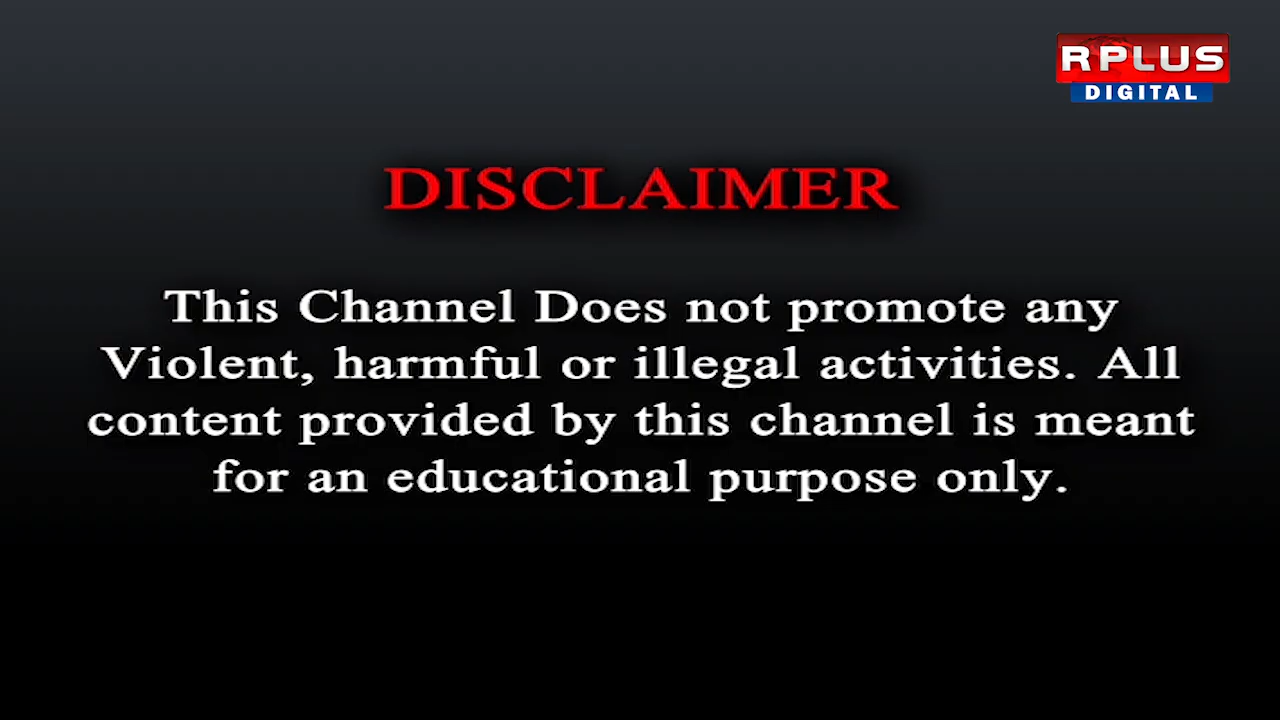 RPLUS
DIGITAL
DISCLAIMER
This Channel Does not promote any
Violent, harmful or illegal activities. All
content provided by this channel is meant
for an educational purpose only.